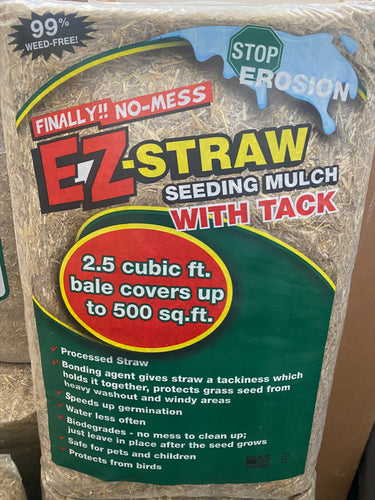 99%
WEED-FREE!
STOP
EROSION
FINALLY!! NO-MESS
E-Z-STRAW
SEEDING MULCH
WITH TACK
2.5 cubic ft.
bale covers up
to 500 sq.ft.
Processed Straw
Bonding agent gives straw a tackiness which
holds it together, protects grass seed from
heavy washout and windy areas
Speeds up germination
Water less often
Biodegrades - no mess to clean up;
just leave in place after the seed grows
Safe for pets and children
Protects from birds